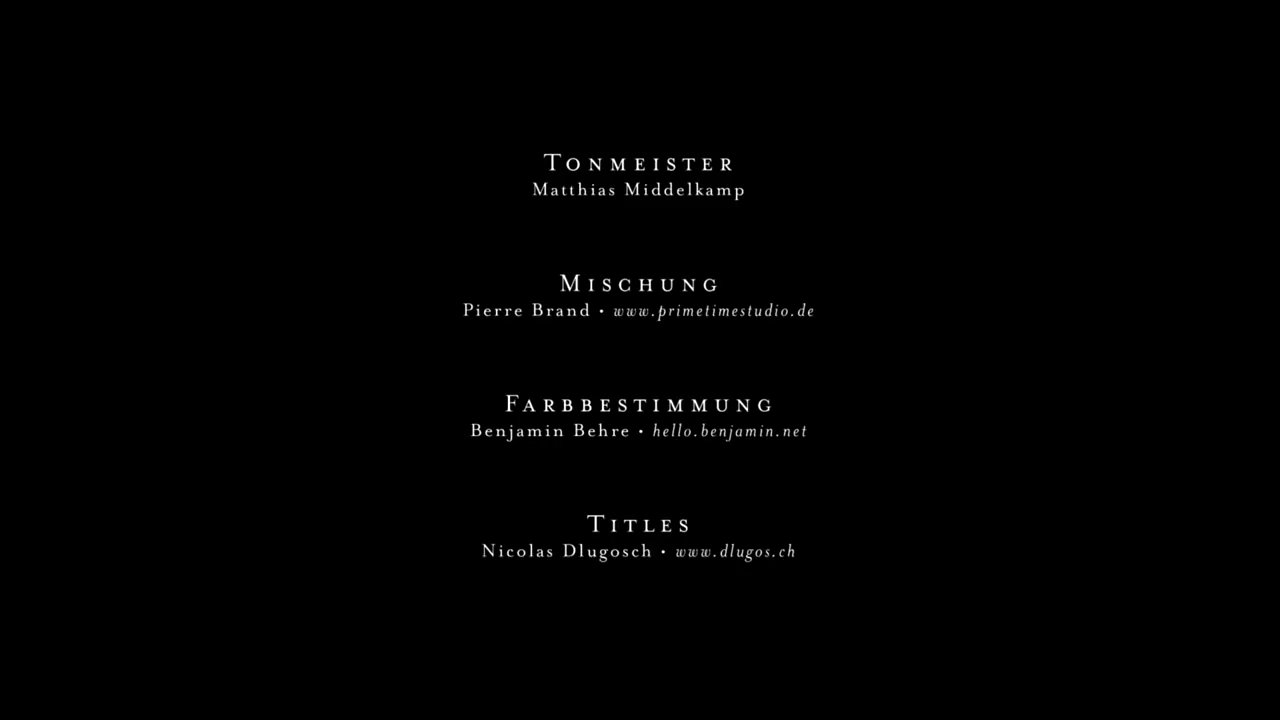 Tonmeister
Matthias Middelkamp
Mischung
Pierre Brand • www.primetimestudio.de
Farbbestimmung
Benjamin Behre • hello.benjamin.net
Titles
Nicolas Dlugosch • www.dlugos.ch